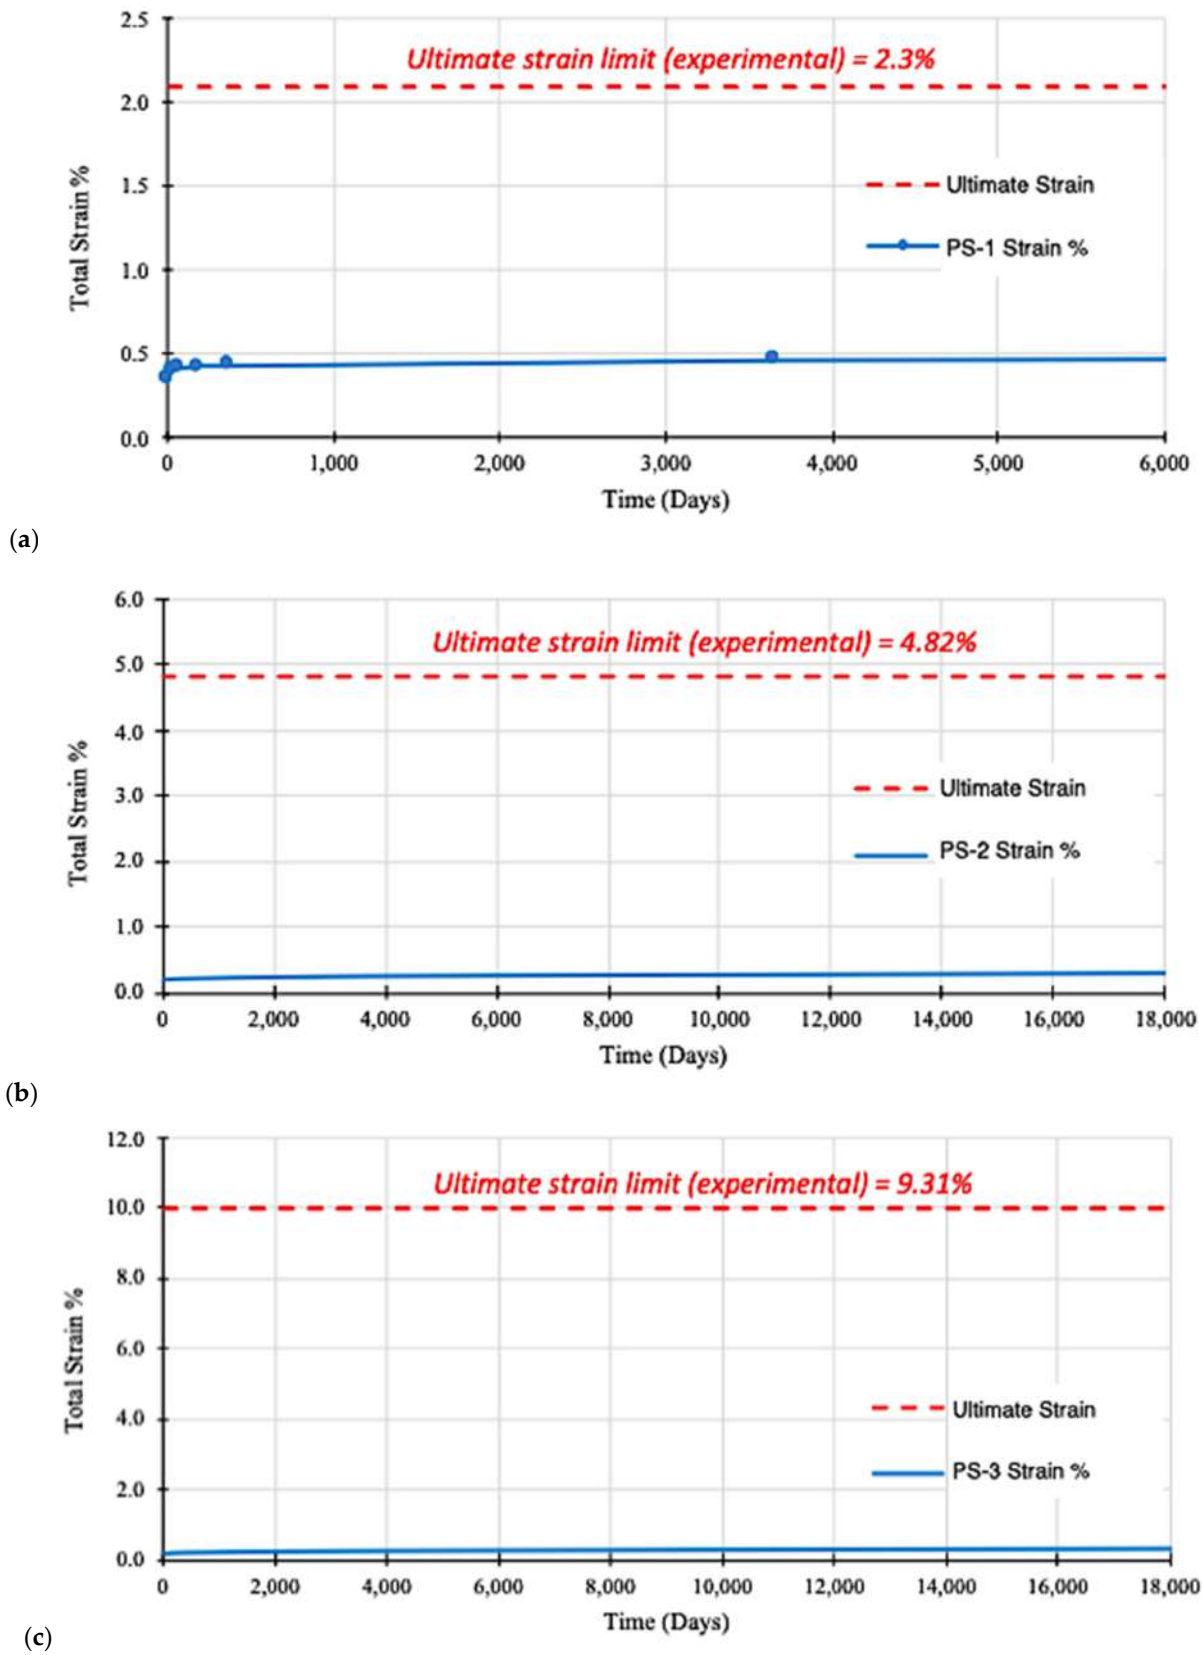 2.5
Ultimate strain limit (experimental) = 2.3%
2.0
Ultimate Strain
1.5
PS-1 Strain %
1.0
0.5
0.0
Total Strain %
0 1,000 2,000 3,000 4,000 5,000 6,000
Time (Days)
(a)
6.0
Ultimate strain limit (experimental) = 4.82%
5.0
4.0
Ultimate Strain
3.0
PS-2 Strain %
2.0
1.0
0.0
Total Strain %
0 2,000 4,000 6,000 8,000 10,000 12,000 14,000 16,000 18,000
Time (Days)
(b)
12.0
Ultimate strain limit (experimental) = 9.31%
10.0
8.0
6.0
Ultimate Strain
4.0
PS-3 Strain %
2.0
0.0
Total Strain %
0 2,000 4,000 6,000 8,000 10,000 12,000 14,000 16,000 18,000
Time (Days)
(c)